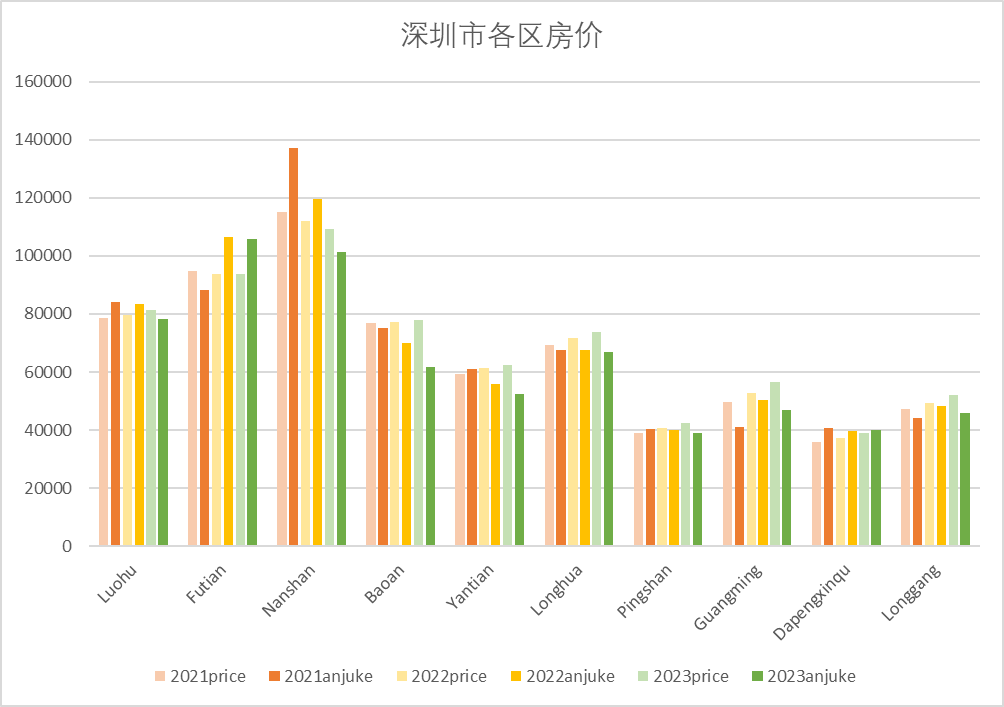 深圳市各区房价
160000
140000
120000
100000
80000
60000
40000
20000
0
Luohu
Futian
Nanshan
Baoan
Yantian
Longhua
Pingshan
Guangming
Dapengxinqu
Longgang
2021price 2021anjuke 2022price 2022anjuke 2023price 2023anjuke